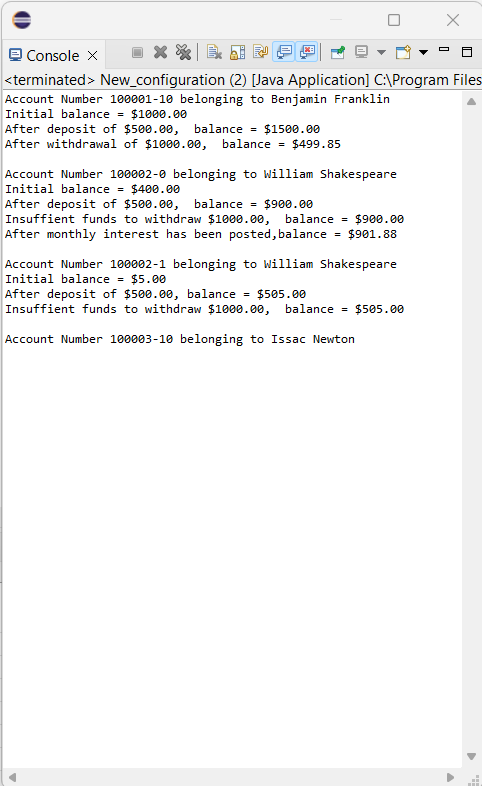 Console
<terminated> New_configuration (2) [Java Application] C:\Program Files
Account Number 100001-10 belonging to Benjamin Franklin
Initial balance = $1000.00
After deposit of $500.00,  balance = $1500.00
After withdrawal of $1000.00,  balance = $499.85

Account Number 100002-0 belonging to William Shakespeare
Initial balance = $400.00
After deposit of $500.00,  balance = $900.00
Insuffient funds to withdraw $1000.00,  balance = $900.00
After monthly interest has been posted,balance = $901.88

Account Number 100002-1 belonging to William Shakespeare
Initial balance = $5.00
After deposit of $500.00, balance = $505.00
Insuffient funds to withdraw $1000.00,  balance = $505.00

Account Number 100003-10 belonging to Issac Newton